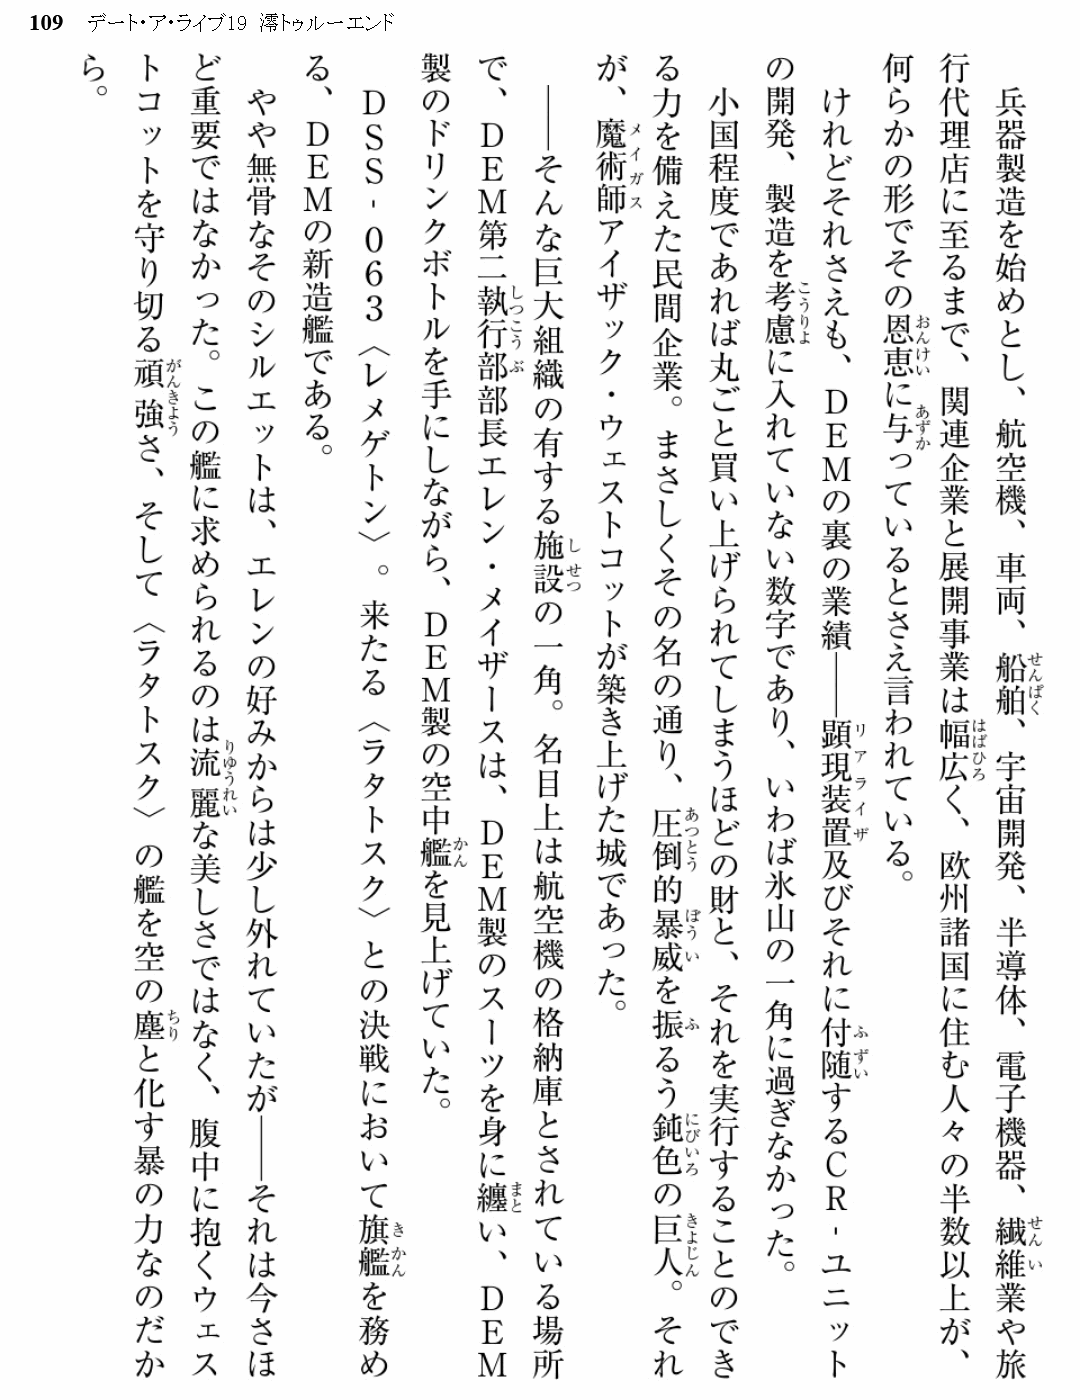 109 デート・ア・ライブ19 澪トゥルーエンド
兵器製造を始めとし、航空機、車両、船舶、宇宙開発、半導体、電子機器、繊維業や旅
行代理店に至るまで、関連企業と展開事業は幅広く、欧州諸国に住む人々の半数以上が、
何らかの形でその恩恵に与っているとさえ言われている。
けれどそれさえも、DEMの裏の業績――顕現装置及びそれに付随するCR-ユニット
の開発、製造を考慮に入れていない数字であり、いわば氷山の一角に過ぎなかった。
小国程度であれば丸ごと買い上げられてしまうほどの財と、それを実行することのでき
る力を備えた民間企業。まさしくその名の通り、圧倒的暴威を振るう鈍色の巨人。それ
が、魔術師アイザック・ウェストコットが築き上げた城であった。
――そんな巨大組織の有する施設の一角。名目上は航空機の格納庫とされている場所
で、DEM第二執行部部長エレン・メイザースは、DEM製のスーツを身に纏い、DEM
製のドリンクボトルを手にしながら、DEM製の空中艦を見上げていた。
DSS-063〈レメゲトン〉。来たる〈ラタトスク〉との決戦において旗艦を務め
る、DEMの新造艦である。
やや無骨なそのシルエットは、エレンの好みからは少し外れていたが――それは今さほ
ど重要ではなかった。この艦に求められるのは流麗な美しさではなく、腹中に抱くウェス
トコットを守り切る頑強さ、そして〈ラタトスク〉の艦を空の塵と化す暴の力なのだか
ら。